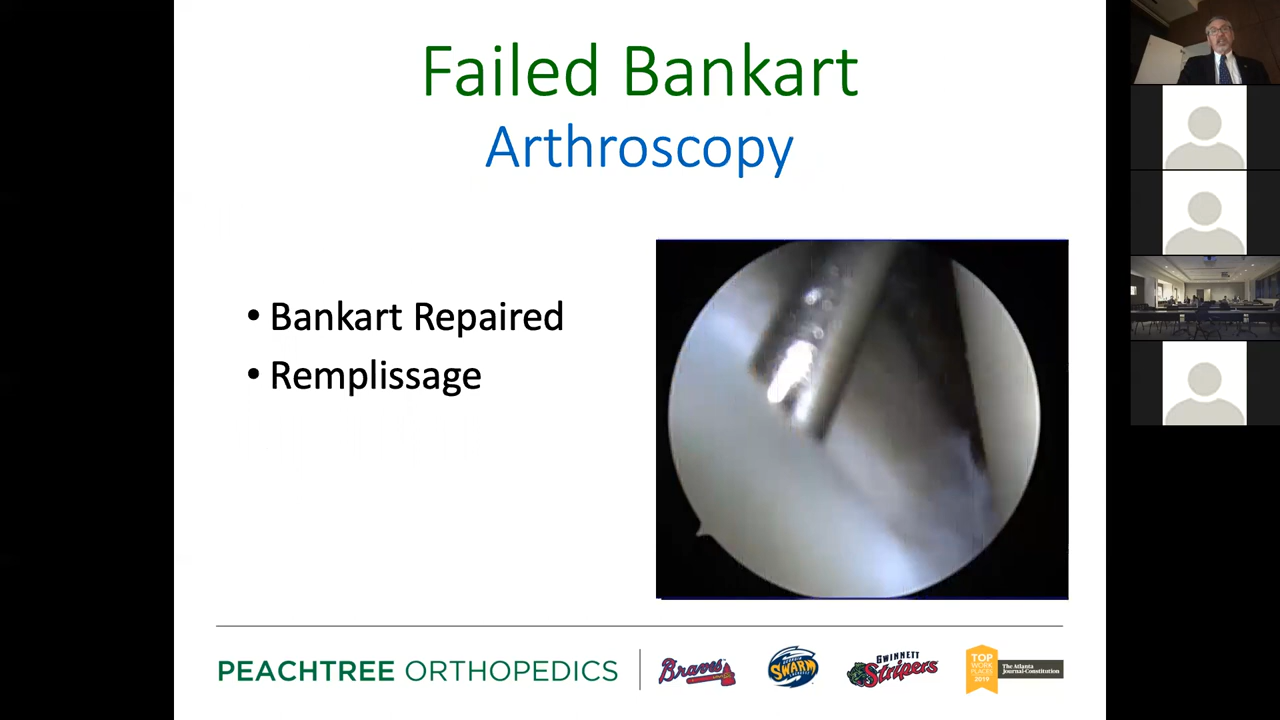 Failed Bankart
Arthroscopy
• Bankart Repaired
• Remplissage
PEACHTREE ORTHOPEDICS
Braves
SWARM
GWINNETT
Stripers
TOP
WORK
PLACES
2019
The Atlanta
Journal-Constitution